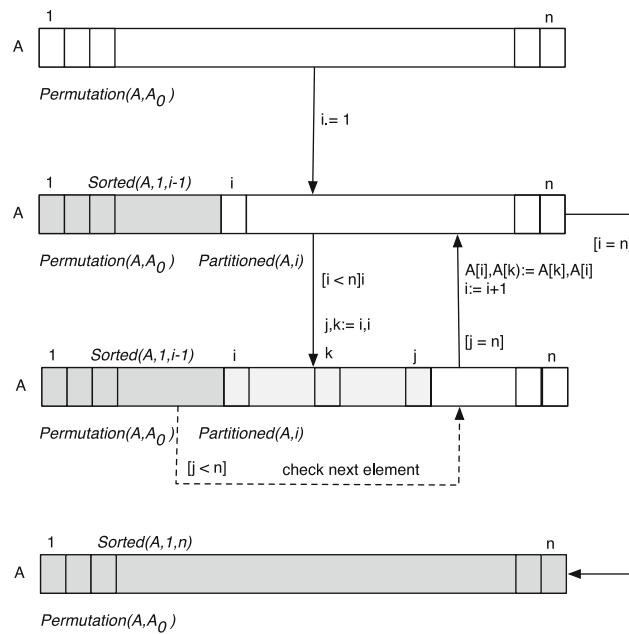 1 n
A
Permutation(A,A0 )
i.= 1
1 Sorted(A,1,i-1) i n
A
[i = n]
Permutation(A,A0 ) Partitioned(A,i)
A[i],A(k):= A[k],A[i]
i:= i+1
[i < n]i
j,k:= i,i
[j = n]
k
1 Sorted(A,1,i-1) i j n
A
Permutation(A,A0 ) Partitioned(A,i)
[j < n] check next element
1 Sorted(A,1,n) n
A
Permutation(A,A0 )